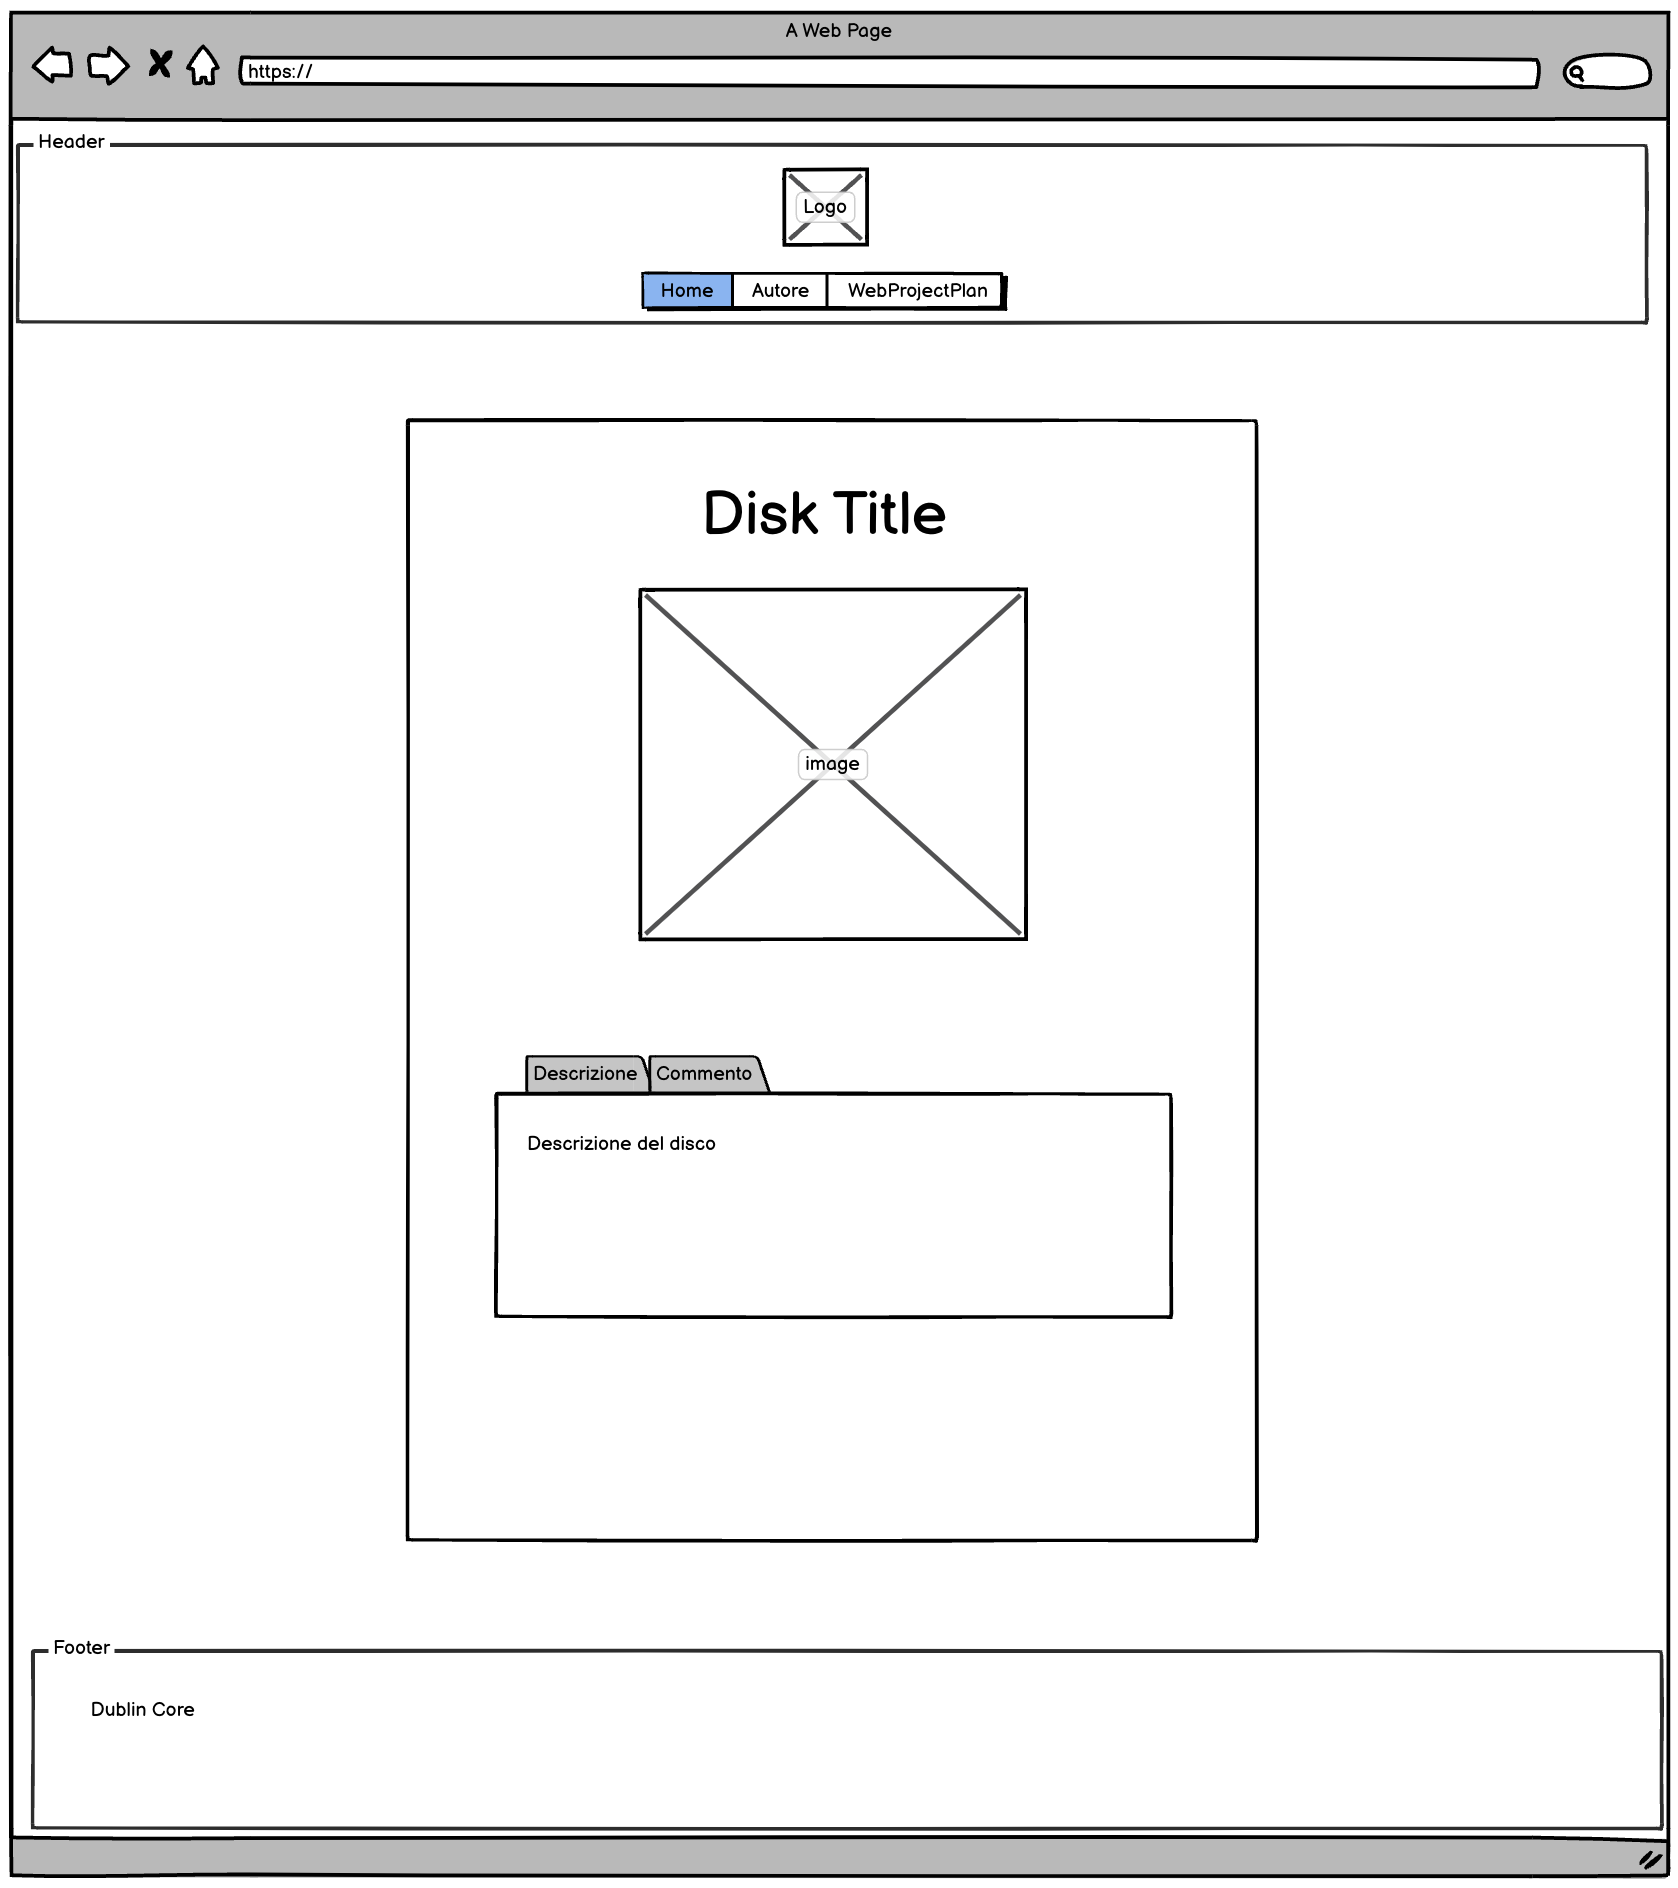 A Web Page
https://
Header
Logo
Home Autore WebProjectPlan
Disk Title
image
Descrizione Commento
Descrizione del disco
Footer
Dublin Core